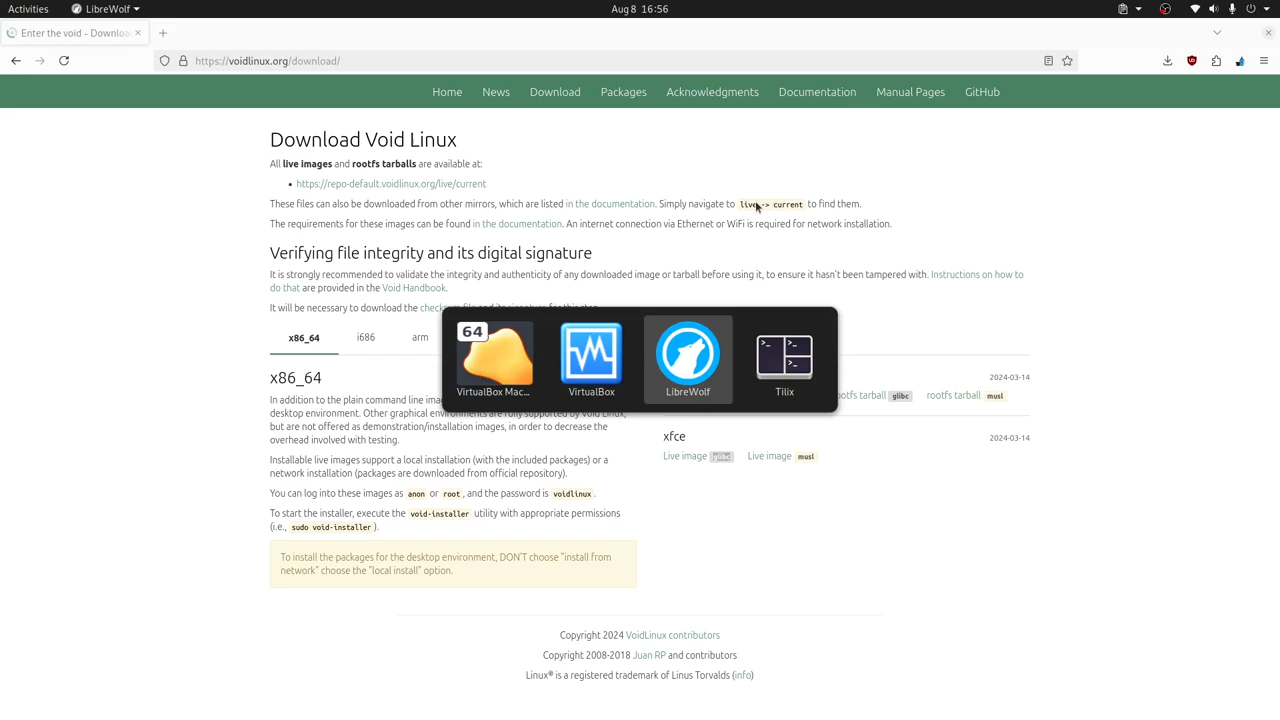 Activities
LibreWolf
Aug 8 16:56
Enter the void - Downloa
https://voidlinux.org/download/
Home News Download Packages Acknowledgments Documentation Manual Pages GitHub
Download Void Linux
All live images and rootfs tarballs are available at:
• https://repo-default.voidlinux.org/live/current
These files can also be downloaded from other mirrors, which are listed in the documentation. Simply navigate to live -> current to find them.
The requirements for these images can be found in the documentation. An internet connection via Ethernet or WiFi is required for network installation.
Verifying file integrity and its digital signature
It is strongly recommended to validate the integrity and authenticity of any downloaded image or tarball before using it, to ensure it hasn't been tampered with. Instructions on how to
do that are provided in the Void Handbook.
It will be necessary to download the
x86_64 i686 arm
64
VirtualBox Mac... VirtualBox LibreWolf Tilix
x86_64
In addition to the plain command line ima
desktop environment. Other graphical environments are fully supported by Void Linux,
but are not offered as demonstration/installation images, in order to decrease the
overhead involved with testing.
Installable live images support a local installation (with the included packages) or a
network installation (packages are downloaded from official repository).
You can log into these images as anon or root, and the password is voidlinux.
To start the installer, execute the void-installer utility with appropriate permissions
(i.e., sudo void-installer).
To install the packages for the desktop environment, DON'T choose "install from
network" choose the "local install" option.
2024-03-14
ootfs tarball glibc rootfs tarball musl
xfce 2024-03-14
Live image glibc Live image musl
Copyright 2024 VoidLinux contributors
Copyright 2008-2018 Juan RP and contributors
Linux® is a registered trademark of Linus Torvalds (info)